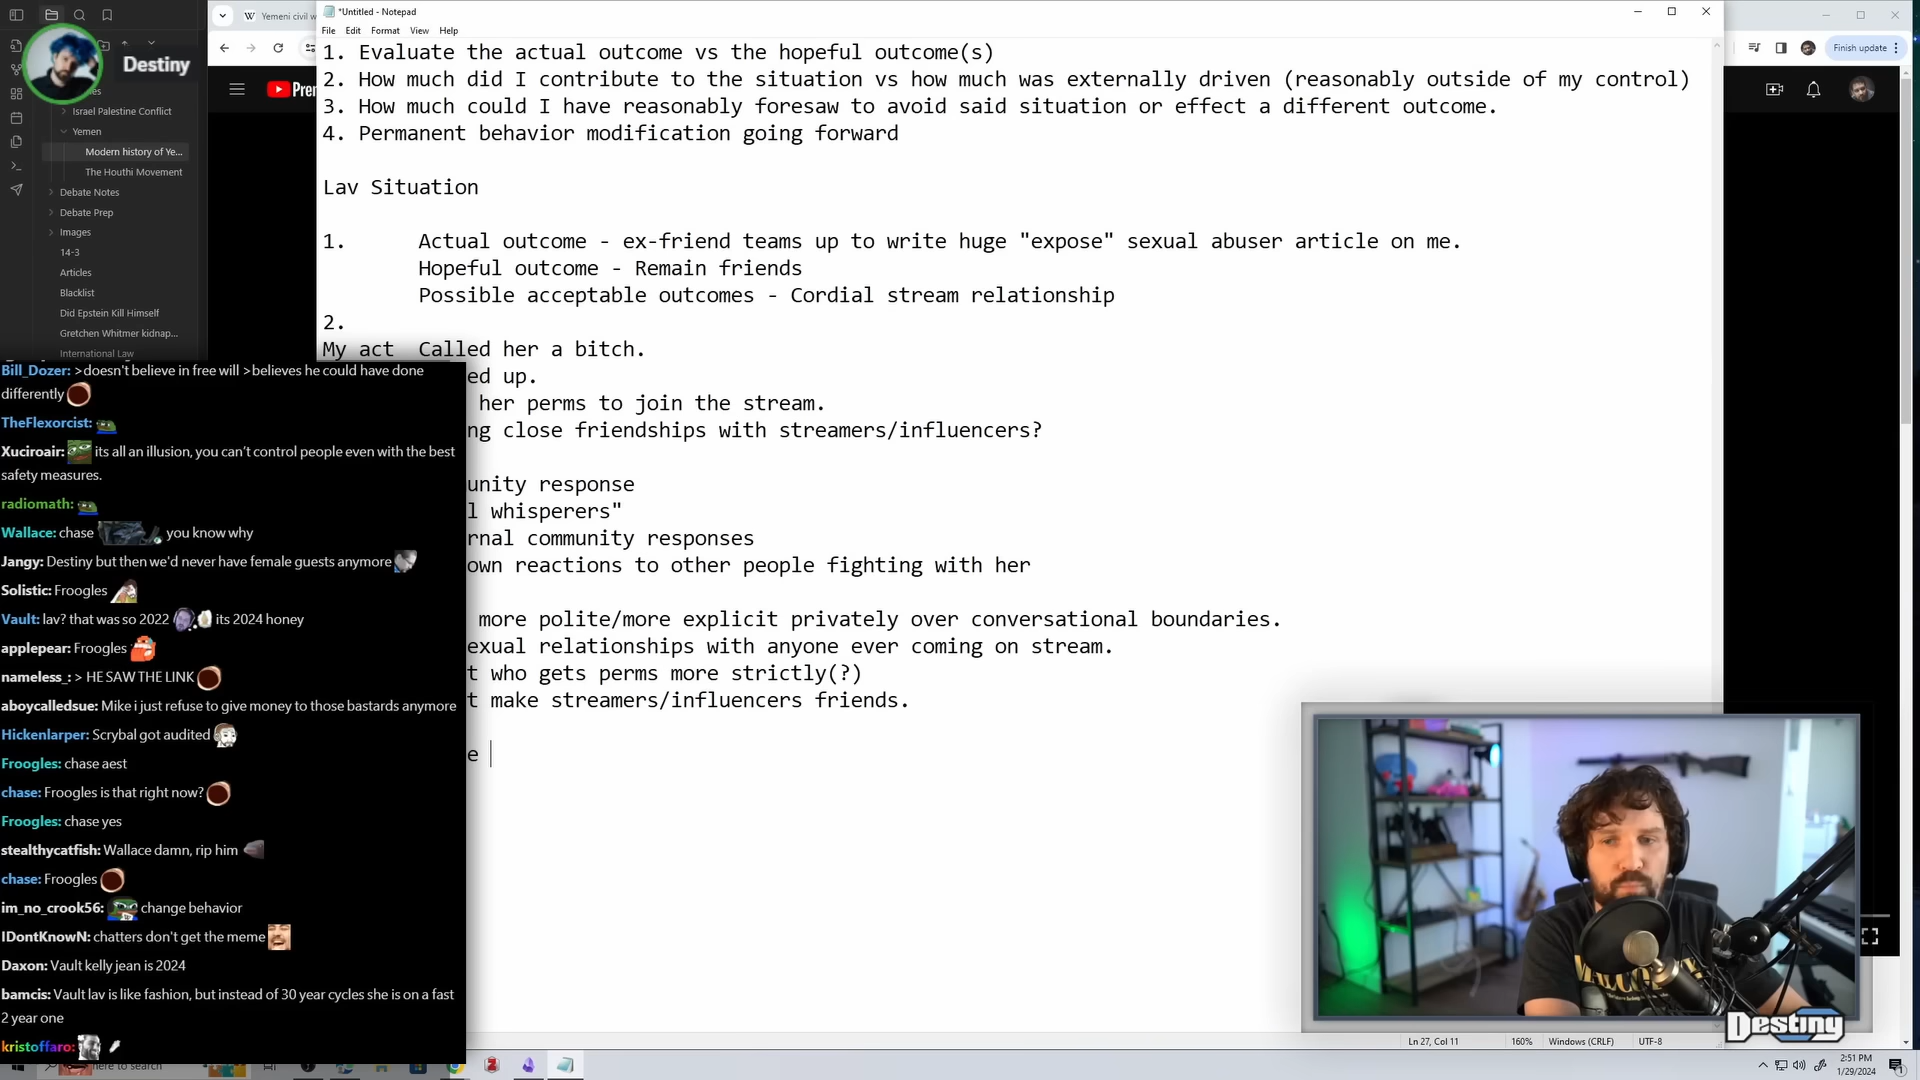 Destiny
Israel Palestine Conflict
Yemen
Modern history of Ye...
The Houthi Movement
Debate Notes
Debate Prep
Images
14-3
Articles
Blacklist
Did Epstein Kill Himself
Gretchen Whitmer kidnap...
International Law
W Yemeni civil w
Finish update
*Untitled - Notepad
File Edit Format View Help
1. Evaluate the actual outcome vs the hopeful outcome(s)
2. How much did I contribute to the situation vs how much was externally driven (reasonably outside of my control)
3. How much could I have reasonably foresaw to avoid said situation or effect a different outcome.
4. Permanent behavior modification going forward
Lav Situation
1. Actual outcome - ex-friend teams up to write huge "expose" sexual abuser article on me.
Hopeful outcome - Remain friends
Possible acceptable outcomes - Cordial stream relationship
2.
My act Called her a bitch.
ed up.
her perms to join the stream.
ng close friendships with streamers/influencers?
unity response
l whisperers"
rnal community responses
own reactions to other people fighting with her
more polite/more explicit privately over conversational boundaries.
exual relationships with anyone ever coming on stream.
t who gets perms more strictly(?)
t make streamers/influencers friends.
e
Bill_Dozer: >doesn't believe in free will >believes he could have done
differently
TheFlexorcist:
Xuciroair: its all an illusion, you can't control people even with the best
safety measures.
radiomath:
Wallace: chase you know why
Jangy: Destiny but then we'd never have female guests anymore
Solistic: Froogles
Vault: lav? that was so 2022 its 2024 honey
applepear: Froogles
nameless_: > HE SAW THE LINK
aboycalledsue: Mike i just refuse to give money to those bastards anymore
Hickenlarper: Scrybal got audited
Froogles: chase aest
chase: Froogles is that right now?
Froogles: chase yes
stealthycatfish: Wallace damn, rip him
chase: Froogles
im_no_crook56: change behavior
IDontKnowN: chatters don't get the meme
Daxon: Vault kelly jean is 2024
bamcis: Vault lav is like fashion, but instead of 30 year cycles she is on a fast
2 year one
kristoffaro:
Destiny
Ln 27, Col 11 160% Windows (CRLF) UTF-8
here to search
2:51 PM
1/29/2024